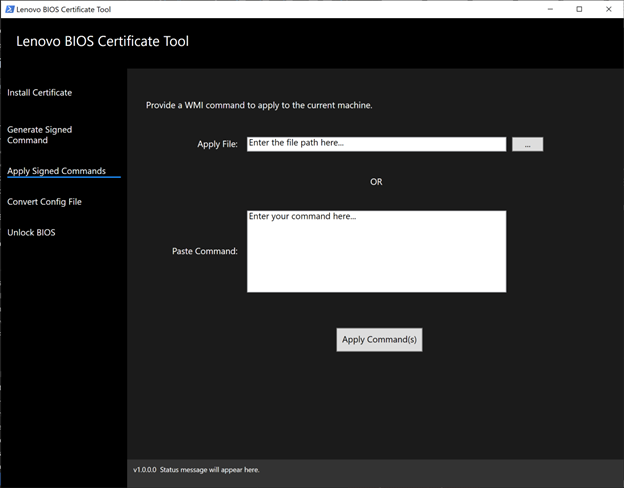 Lenovo BIOS Certificate Tool
Lenovo BIOS Certificate Tool
Install Certificate
Generate Signed
Command
Apply Signed Commands
Convert Config File
Unlock BIOS
Provide a WMI command to apply to the current machine.
Apply File: Enter the file path here... ...
OR
Paste Command: Enter your command here...
Apply Command(s)
v1.0.0.0 Status message will appear here.